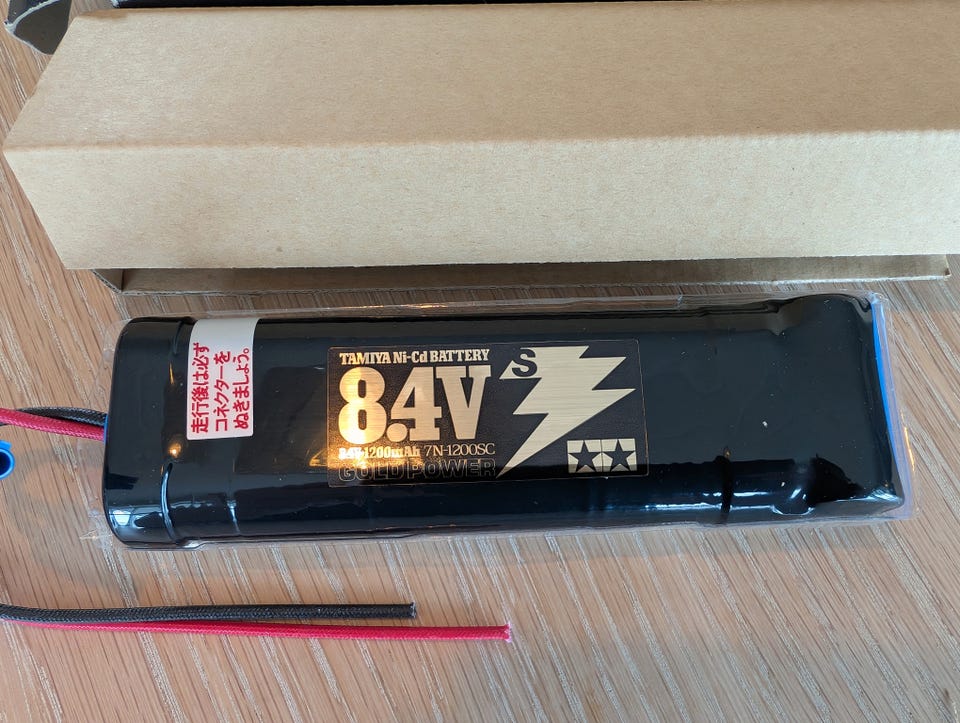 走行後は必ず
コネクターを
ぬきましょう。
TAMIYA Ni-Cd BATTERY
8.4V
S
8.4V-1200mAh 7N-1200SC
GOLD POWER